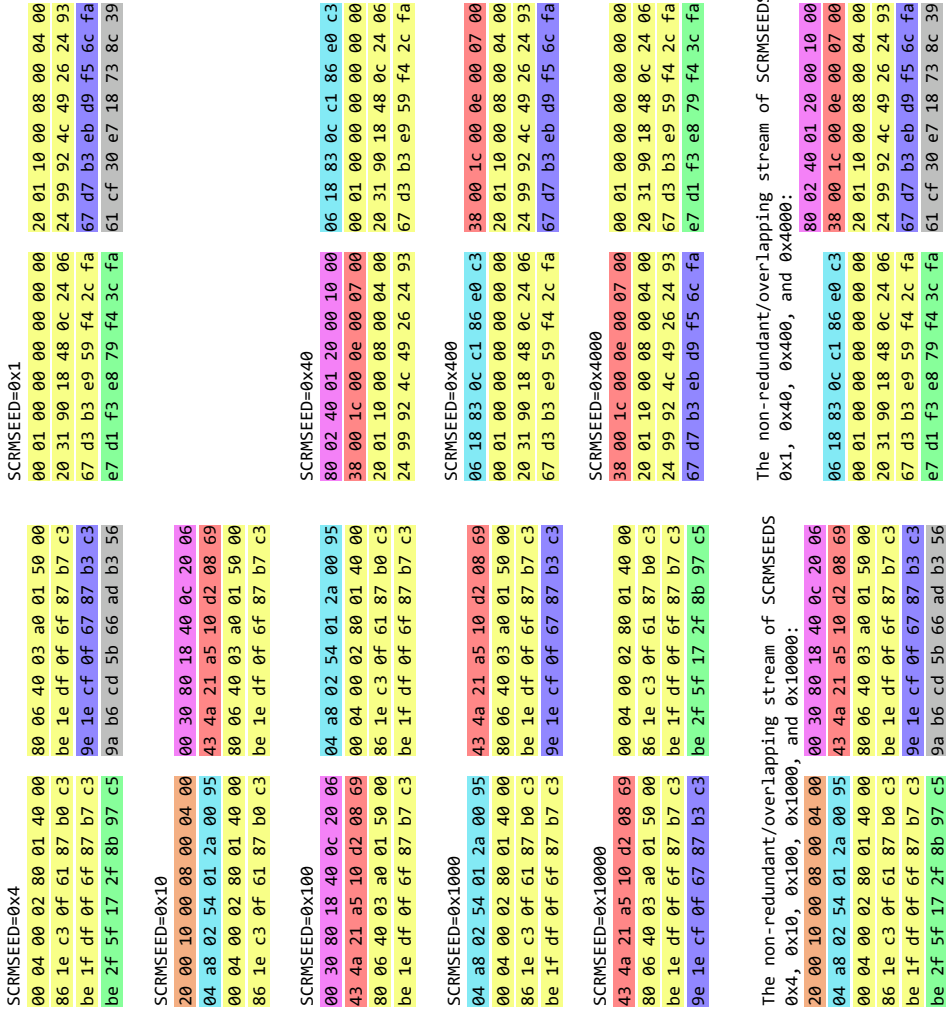 SCRMSEED=0x4
00 04 00 02 80 01 40 00 80 06 40 03 a0 01 50 00
86 1e c3 0f 61 87 b0 c3 be 1e df 0f 6f 87 b7 c3
be 1f df 0f 6f 87 b7 c3 9e 1e cf 0f 67 87 b3 c3
be 2f 5f 17 2f 8b 97 c5 9a b6 cd 5b 66 ad b3 56
SCRMSEED=0x10
20 00 10 00 08 00 04 00 00 30 80 18 40 0c 20 06
04 a8 02 54 01 2a 00 95 43 4a 21 a5 10 d2 08 69
00 04 00 02 80 01 40 00 80 06 40 03 a0 01 50 00
86 1e c3 0f 61 87 b0 c3 be 1e df 0f 6f 87 b7 c3
SCRMSEED=0x100
00 30 80 18 40 0c 20 06 04 a8 02 54 01 2a 00 95
43 4a 21 a5 10 d2 08 69 00 04 00 02 80 01 40 00
80 06 40 03 a0 01 50 00 86 1e c3 0f 61 87 b0 c3
be 1e df 0f 6f 87 b7 c3 be 1f df 0f 6f 87 b7 c3
SCRMSEED=0x1000
04 a8 02 54 01 2a 00 95 43 4a 21 a5 10 d2 08 69
00 04 00 02 80 01 40 00 80 06 40 03 a0 01 50 00
86 1e c3 0f 61 87 b0 c3 be 1e df 0f 6f 87 b7 c3
be 1f df 0f 6f 87 b7 c3 9e 1e cf 0f 67 87 b3 c3
SCRMSEED=0x10000
43 4a 21 a5 10 d2 08 69 00 04 00 02 80 01 40 00
80 06 40 03 a0 01 50 00 86 1e c3 0f 61 87 b0 c3
be 1e df 0f 6f 87 b7 c3 be 1f df 0f 6f 87 b7 c3
9e 1e cf 0f 67 87 b3 c3 be 2f 5f 17 2f 8b 97 c5
The non-redundant/overlapping stream of SCRMSEEDS
0x4, 0x10, 0x100, 0x1000, and 0x10000:
20 00 10 00 08 00 04 00 00 30 80 18 40 0c 20 06
04 a8 02 54 01 2a 00 95 43 4a 21 a5 10 d2 08 69
00 04 00 02 80 01 40 00 80 06 40 03 a0 01 50 00
86 1e c3 0f 61 87 b0 c3 be 1e df 0f 6f 87 b7 c3
be 1f df 0f 6f 87 b7 c3 9e 1e cf 0f 67 87 b3 c3
be 2f 5f 17 2f 8b 97 c5 9a b6 cd 5b 66 ad b3 56
SCRMSEED=0x1
00 01 00 00 00 00 00 00 20 01 10 00 08 00 04 00
20 31 90 18 48 0c 24 06 24 99 92 4c 49 26 24 93
67 d3 b3 e9 59 f4 2c fa 67 d7 b3 eb d9 f5 6c fa
e7 d1 f3 e8 79 f4 3c fa 61 cf 30 e7 18 73 8c 39
SCRMSEED=0x40
80 02 40 01 20 00 10 00 06 18 83 0c c1 86 e0 c3
38 00 1c 00 0e 00 07 00 00 01 00 00 00 00 00 00
20 01 10 00 08 00 04 00 20 31 90 18 48 0c 24 06
24 99 92 4c 49 26 24 93 67 d3 b3 e9 59 f4 2c fa
SCRMSEED=0x400
06 18 83 0c c1 86 e0 c3 38 00 1c 00 0e 00 07 00
00 01 00 00 00 00 00 00 20 01 10 00 08 00 04 00
20 31 90 18 48 0c 24 06 24 99 92 4c 49 26 24 93
67 d3 b3 e9 59 f4 2c fa 67 d7 b3 eb d9 f5 6c fa
SCRMSEED=0x4000
38 00 1c 00 0e 00 07 00 00 01 00 00 00 00 00 00
20 01 10 00 08 00 04 00 20 31 90 18 48 0c 24 06
24 99 92 4c 49 26 24 93 67 d3 b3 e9 59 f4 2c fa
67 d7 b3 eb d9 f5 6c fa e7 d1 f3 e8 79 f4 3c fa
The non-redundant/overlapping stream of SCRMSEEDS
0x1, 0x40, 0x400, and 0x4000:
80 02 40 01 20 00 10 00
06 18 83 0c c1 86 e0 c3 38 00 1c 00 0e 00 07 00
00 01 00 00 00 00 00 00 20 01 10 00 08 00 04 00
20 31 90 18 48 0c 24 06 24 99 92 4c 49 26 24 93
67 d3 b3 e9 59 f4 2c fa 67 d7 b3 eb d9 f5 6c fa
e7 d1 f3 e8 79 f4 3c fa 61 cf 30 e7 18 73 8c 39